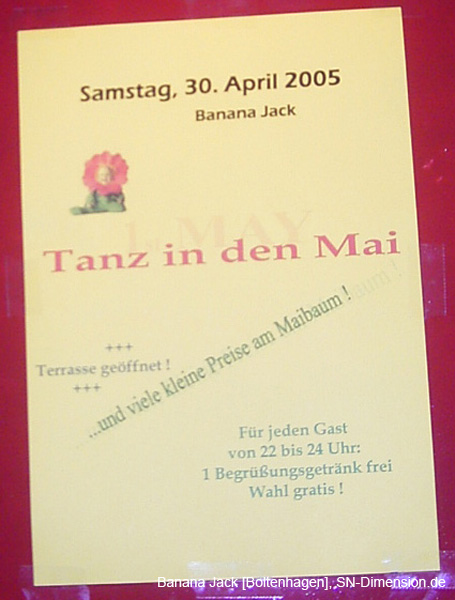 Samstag, 30. April 2005
Banana Jack
1. MAY
Tanz in den Mai
...und viele kleine Preise am Maibaum !
+++
Terrasse geöffnet !
+++
Für jeden Gast
von 22 bis 24 Uhr:
1 Begrüßungsgetränk frei
Wahl gratis !
Banana Jack [Boltenhagen], SN-Dimension.de